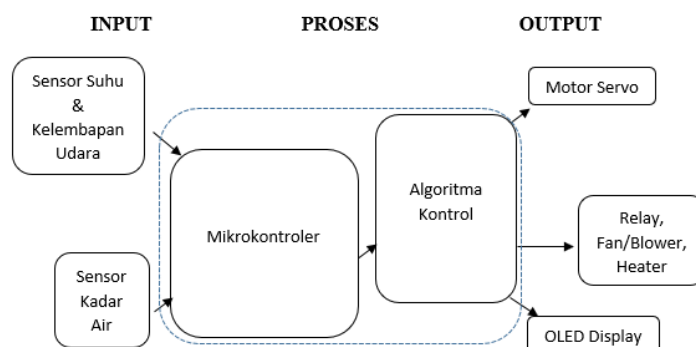 INPUT
PROSES
OUTPUT
Sensor Suhu
&
Kelembapan
Udara
Sensor
Kadar
Air
Mikrokontroler
Algoritma
Kontrol
Motor Servo
Relay,
Fan/Blower,
Heater
OLED Display